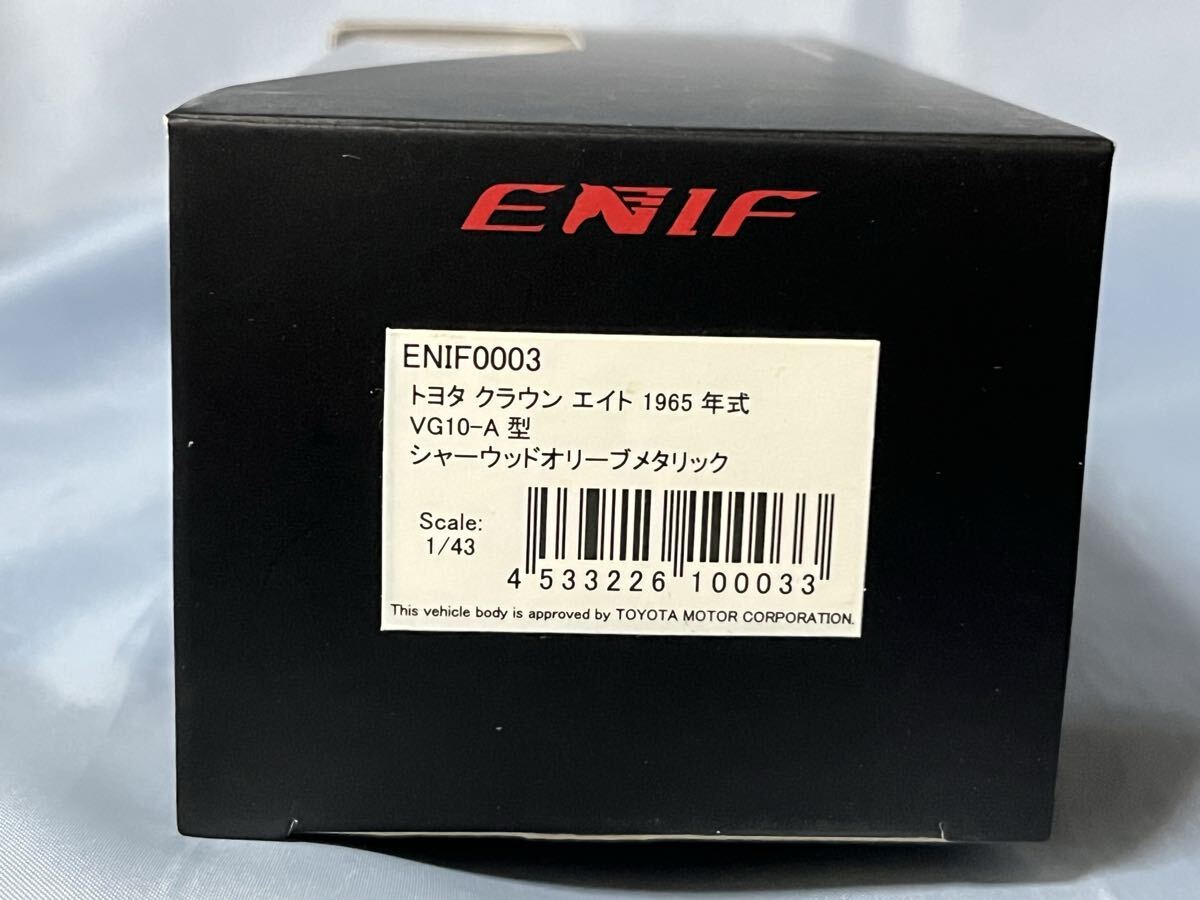 ENIF
ENIF0003
トヨタ クラウン エイト 1965 年式
VG10-A 型
シャーウッドオリーブメタリック
Scale:
1/43
4 533226 100033
This vehicle body is approved by TOYOTA MOTOR CORPORATION.